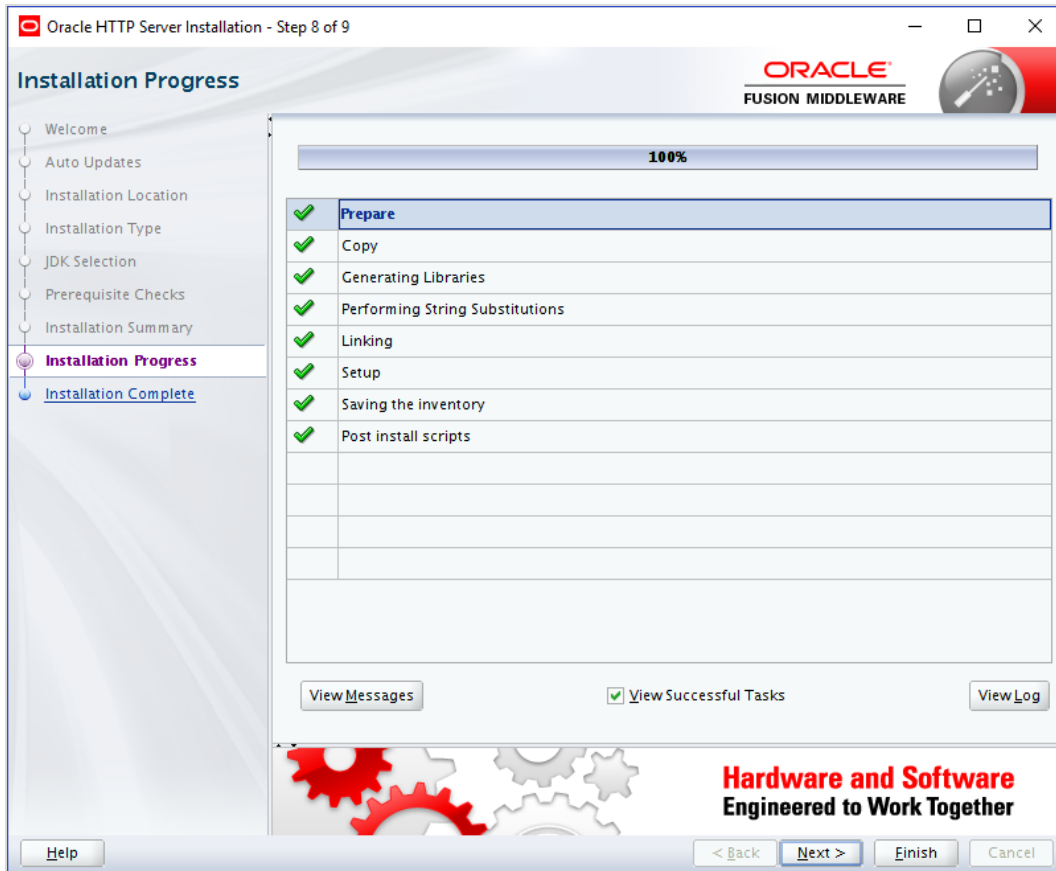 Oracle HTTP Server Installation - Step 8 of 9
Installation Progress
ORACLE
FUSION MIDDLEWARE
Welcome
Auto Updates
Installation Location
Installation Type
JDK Selection
Prerequisite Checks
Installation Summary
Installation Progress
Installation Complete
100%
Prepare
Copy
Generating Libraries
Performing String Substitutions
Linking
Setup
Saving the inventory
Post install scripts
View Messages
View Successful Tasks
View Log
Hardware and Software
Engineered to Work Together
Help
< Back
Next >
Finish
Cancel